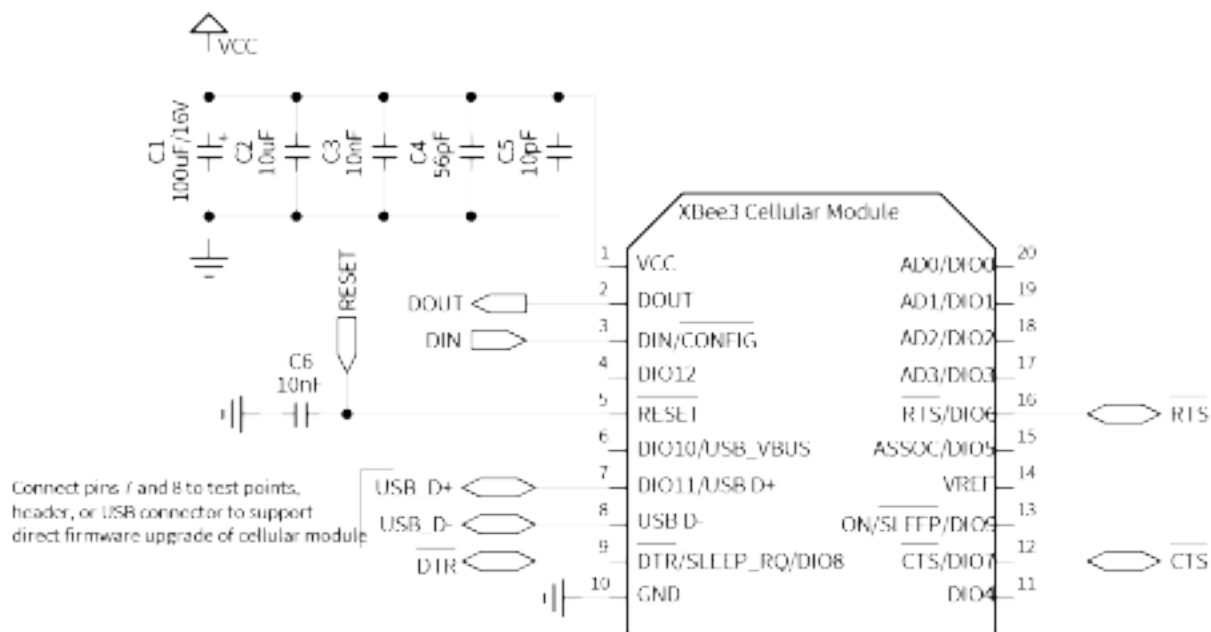 VCC
C1
100uF/16V
+
C2
10uF
C3
10nF
C4
56pF
C5
10pF
XBee3 Cellular Module
1
VCC
AD0/DIO0
20
DOUT
2
DOUT
AD1/DIO1
19
DIN
3
DIN/CONFIG
AD2/DIO2
18
4
DIO12
AD3/DIO3
17
RESET
C6
10nF
5
RESET
RTS/DIO6
16
RTS
6
DIO10/USB_VBUS
ASSOC/DIO5
15
USB_D+
7
DIO11/USB D+
VREF
14
USB_D-
8
USB D-
ON/SLEEP/DIO9
13
DTR
9
DTR/SLEEP_RQ/DIO8
CTS/DIO7
12
CTS
10
GND
DIO4
11
Connect pins 7 and 8 to test points,
header, or USB connector to support
direct firmware upgrade of cellular module